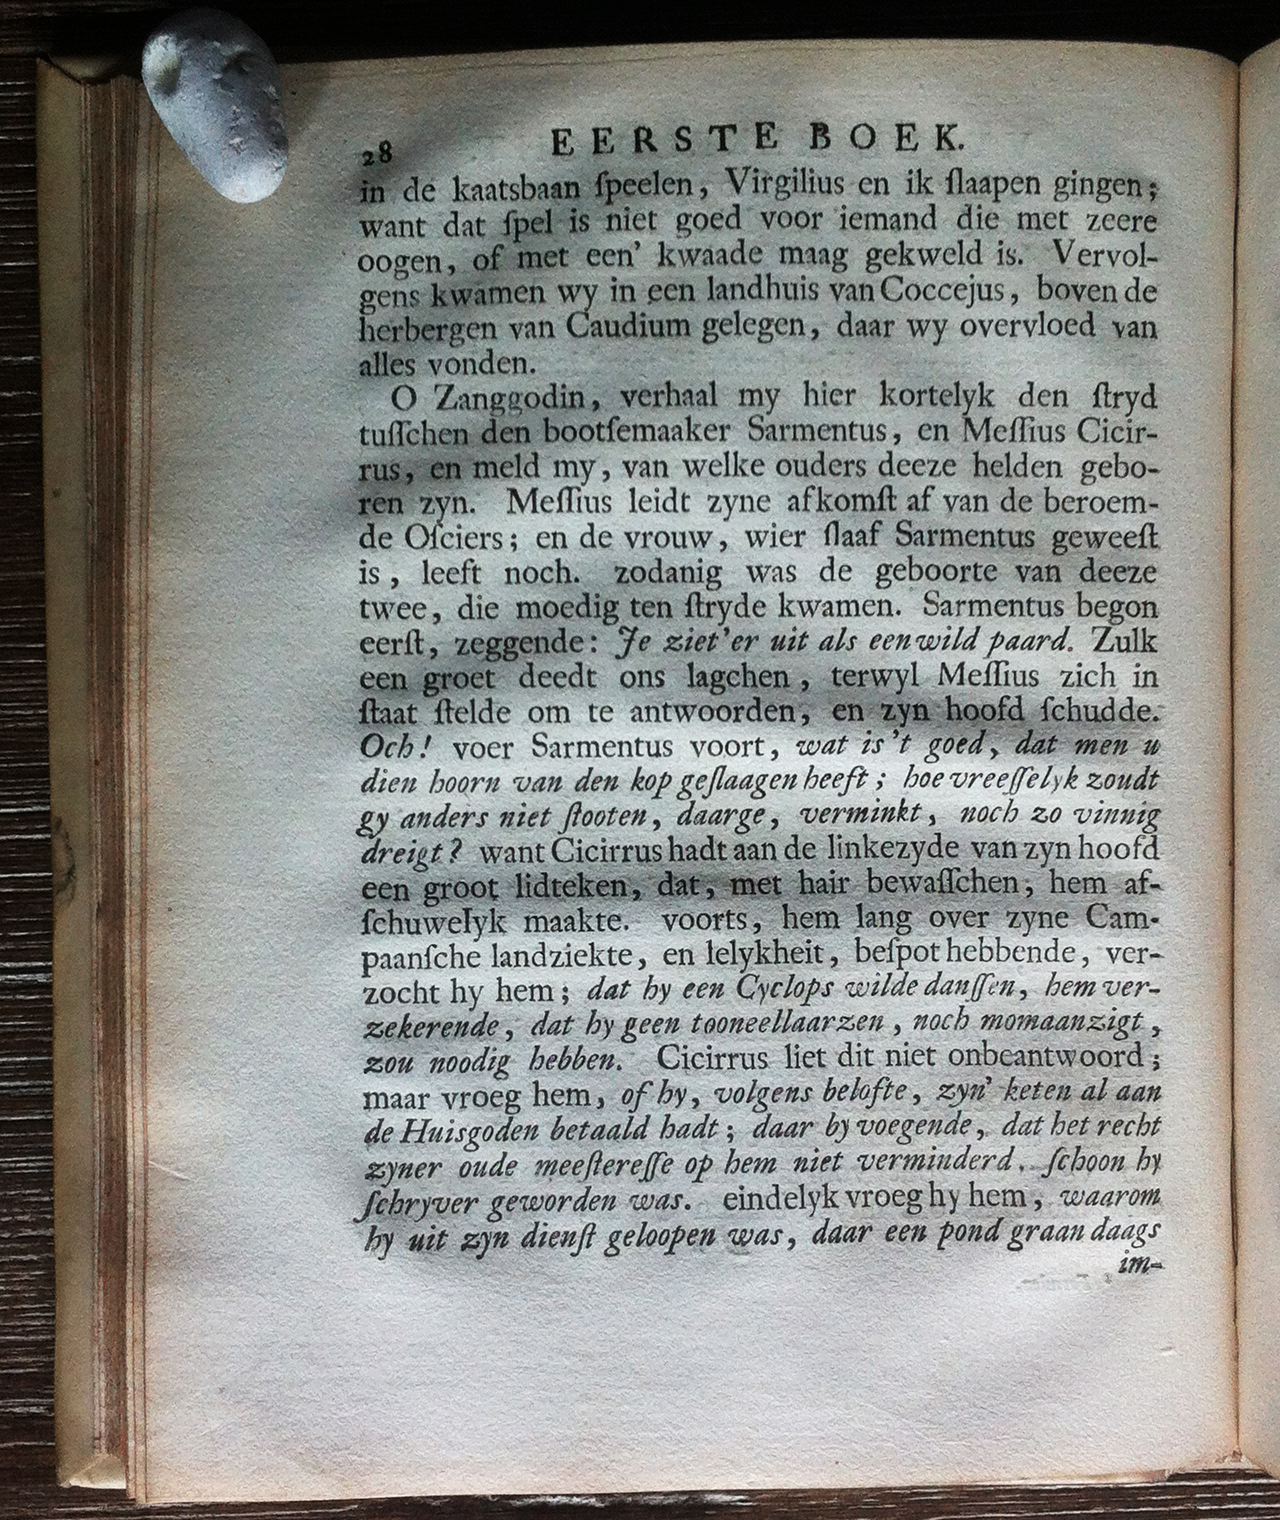 28 EERSTE BOEK.
in de kaatsbaan ſpeelen, Virgilius en ik ſlaapen gingen;
want dat ſpel is niet goed voor iemand die met zeere
oogen, of met een' kwaade maag gekweld is. Vervol-
gens kwamen wy in een landhuis van Coccejus, boven de
herbergen van Caudium gelegen, daar wy overvloed van
alles vonden.
O Zanggodin, verhaal my hier kortelyk den ſtryd
tuſſchen den bootſemaaker Sarmentus, en Meſſius Cicir-
rus, en meld my, van welke ouders deeze helden gebo-
ren zyn. Meſſius leidt zyne afkomſt af van de beroem-
de Oſciers; en de vrouw, wier ſlaaf Sarmentus geweeſt
is, leeft noch. zodanig was de geboorte van deeze
twee, die moedig ten ſtryde kwamen. Sarmentus begon
eerſt, zeggende: Je ziet'er uit als een wild paard. Zulk
een groet deedt ons lagchen, terwyl Meſſius zich in
ſtaat ſtelde om te antwoorden, en zyn hoofd ſchudde.
Och! voer Sarmentus voort, wat is 't goed, dat men u
dien hoorn van den kop geſlaagen heeft; hoe vreeſſelyk zoudt
gy anders niet ſtooten, daarge, verminkt, noch zo vinnig
dreigt? want Cicirrus hadt aan de linkezyde van zyn hoofd
een groot lidteken, dat, met hair bewaſſchen, hem af-
ſchuwelyk maakte. voorts, hem lang over zyne Cam-
paanſche landziekte, en lelykheit, beſpot hebbende, ver-
zocht hy hem; dat hy een Cyclops wilde danſſen, hem ver-
zekerende, dat hy geen tooneellaarzen, noch momaanzigt,
zou noodig hebben. Cicirrus liet dit niet onbeantwoord;
maar vroeg hem, of hy, volgens belofte, zyn' keten al aan
de Huisgoden betaald hadt; daar by voegende, dat het recht
zyner oude meeſtereſſe op hem niet verminderd, ſchoon hy
ſchryver geworden was. eindelyk vroeg hy hem, waarom
hy uit zyn dienſt geloopen was, daar een pond graan daags
im-